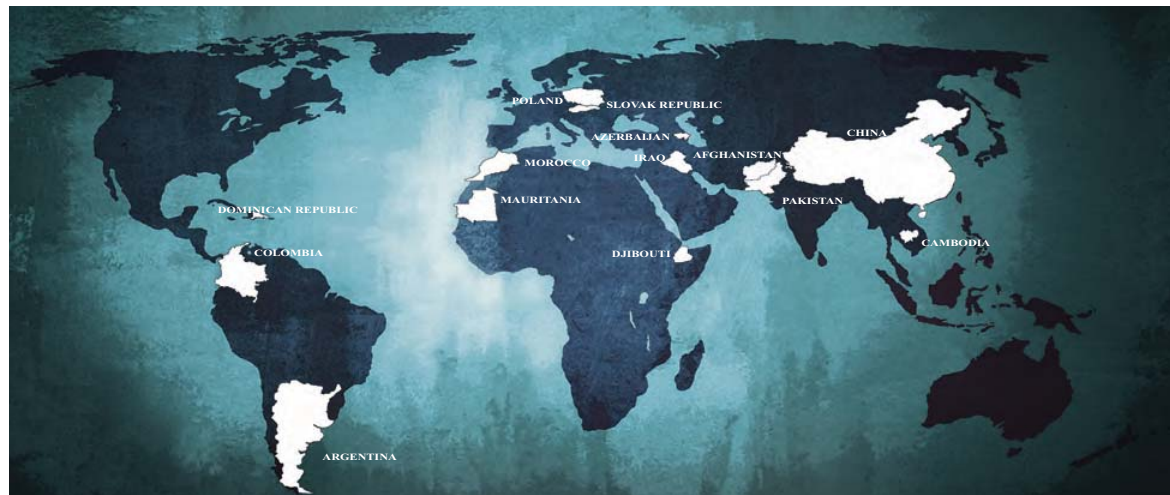 POLAND
SLOVAK REPUBLIC
AZERBAIJAN
CHINA
IRAQ
AFGHANISTAN
MOROCCO
MAURITANIA
PAKISTAN
DOMINICAN REPUBLIC
CAMBODIA
COLOMBIA
DJIBOUTI
ARGENTINA